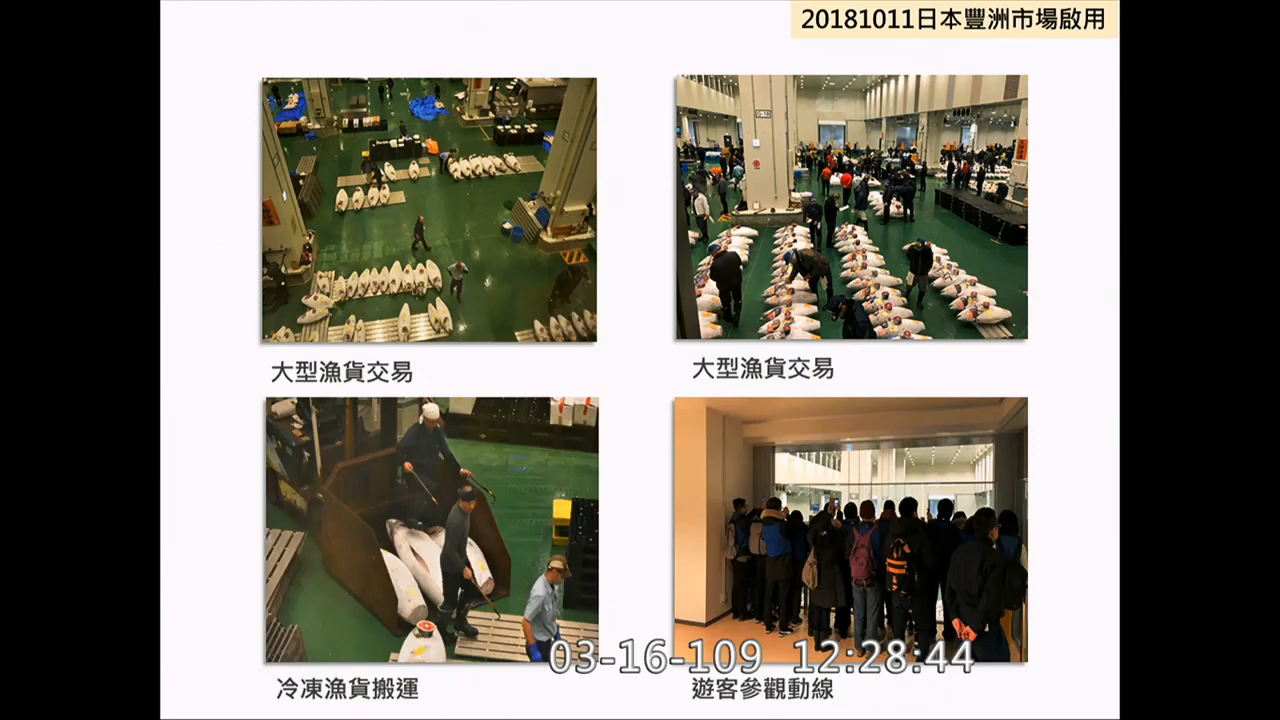 20181011日本豐洲市場啟用
大型漁貨交易
大型漁貨交易
03-16-109 12:28:44
冷凍漁貨搬運
遊客參觀動線